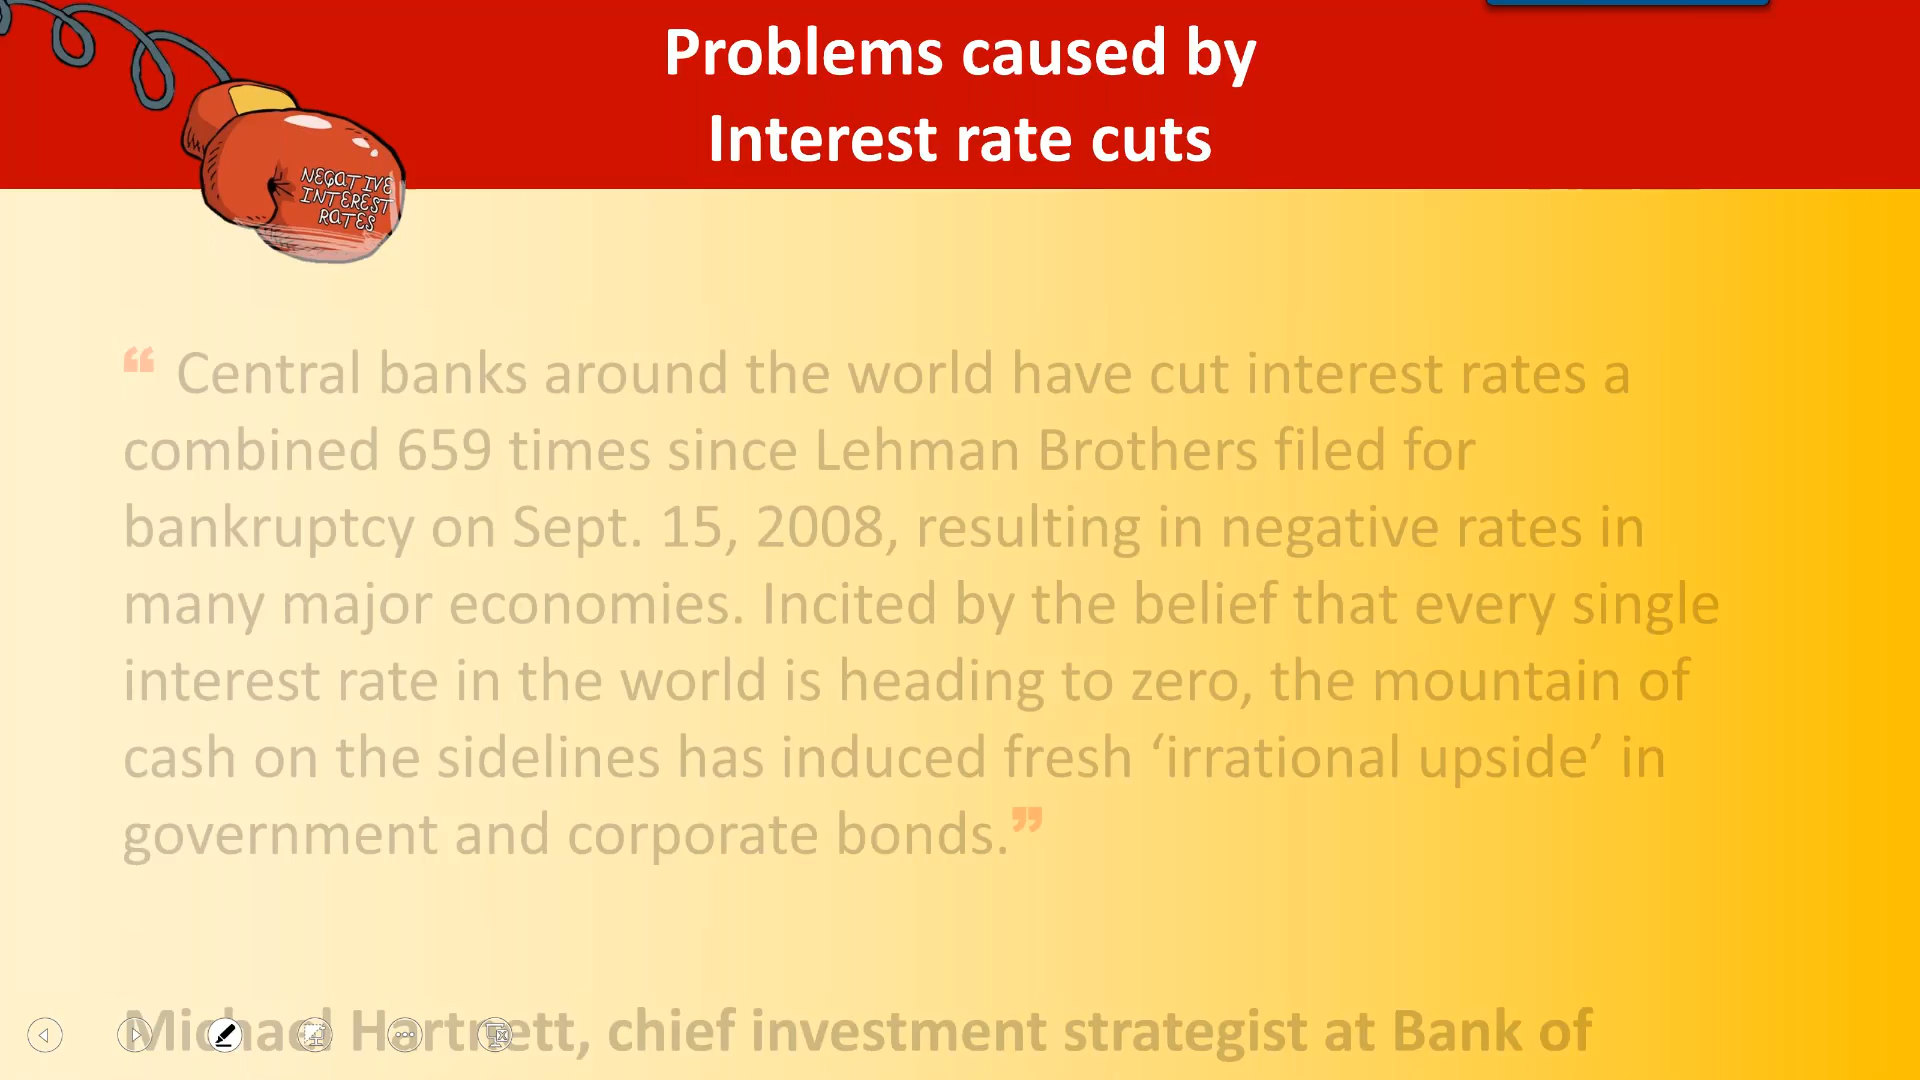 Problems caused by
Interest rate cuts
NEGATIVE
INTEREST
RATES
“ Central banks around the world have cut interest rates a
combined 659 times since Lehman Brothers filed for
bankruptcy on Sept. 15, 2008, resulting in negative rates in
many major economies. Incited by the belief that every single
interest rate in the world is heading to zero, the mountain of
cash on the sidelines has induced fresh ‘irrational upside’ in
government and corporate bonds.”
Michael Hartnett, chief investment strategist at Bank of